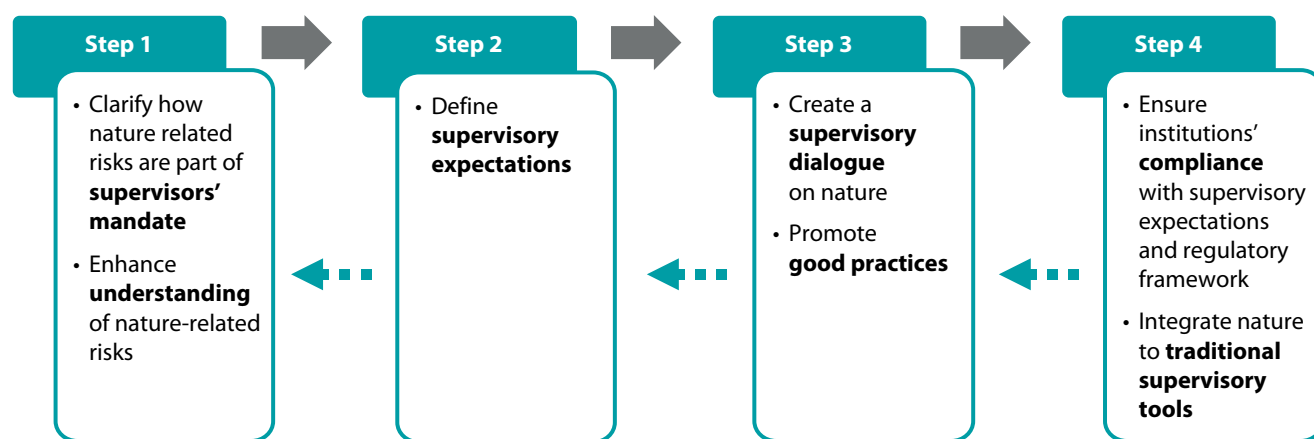 Step 1
• Clarify how
nature related
risks are part of
supervisors’
mandate
• Enhance
understanding
of nature-related
risks
Step 2
• Define
supervisory
expectations
Step 3
• Create a
supervisory
dialogue
on nature
• Promote
good practices
Step 4
• Ensure
institutions’
compliance
with supervisory
expectations
and regulatory
framework
• Integrate nature
to traditional
supervisory
tools